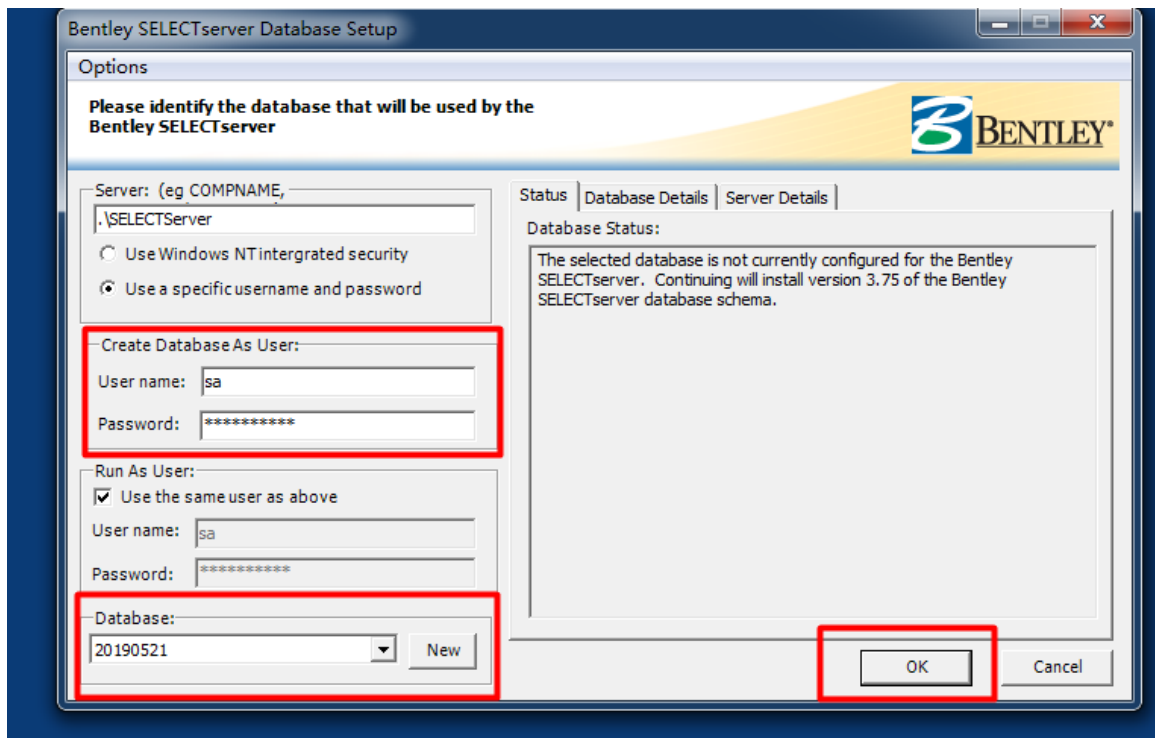 Bentley SELECTserver Database Setup
Options
Please identify the database that will be used by the
Bentley SELECTserver
BENTLEY®
Server: (eg COMPNAME,
.\SELECTServer
Use Windows NT intergrated security
Use a specific username and password
Create Database As User:
User name: sa
Password: **********
Run As User:
Use the same user as above
User name: sa
Password: **********
Database:
20190521
New
Status
Database Details
Server Details
Database Status:
The selected database is not currently configured for the Bentley
SELECTserver. Continuing will install version 3.75 of the Bentley
SELECTserver database schema.
OK
Cancel